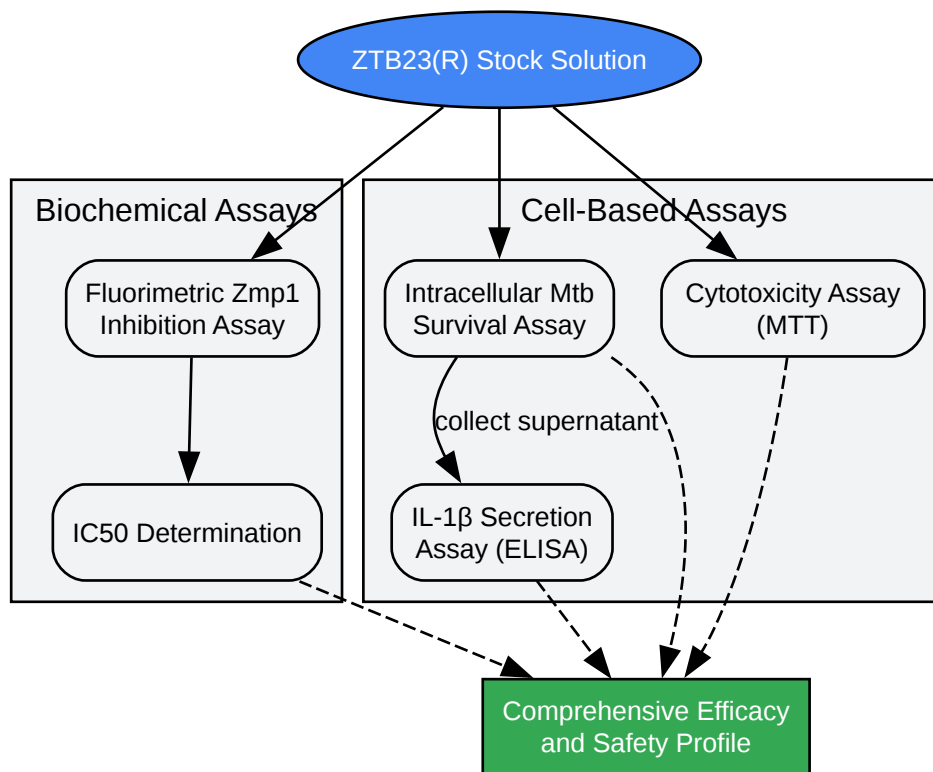 ZTB23(R) Stock Solution
Biochemical Assays
Cell-Based Assays
Fluorimetric Zmp1
Inhibition Assay
Intracellular Mtb
Survival Assay
Cytotoxicity Assay
(MTT)
collect supernatant
IC50 Determination
IL-1β Secretion
Assay (ELISA)
Comprehensive Efficacy
and Safety Profile